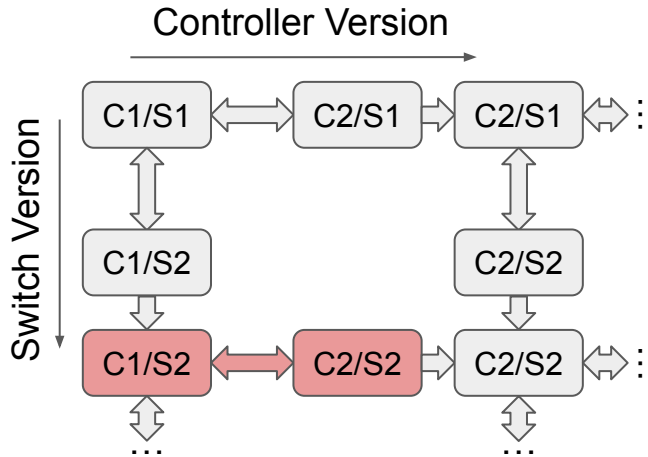 Controller Version
Switch Version
C1/S1
C2/S1
C2/S1
...
C1/S2
C2/S2
C1/S2
C2/S2
C2/S2
...
...
...